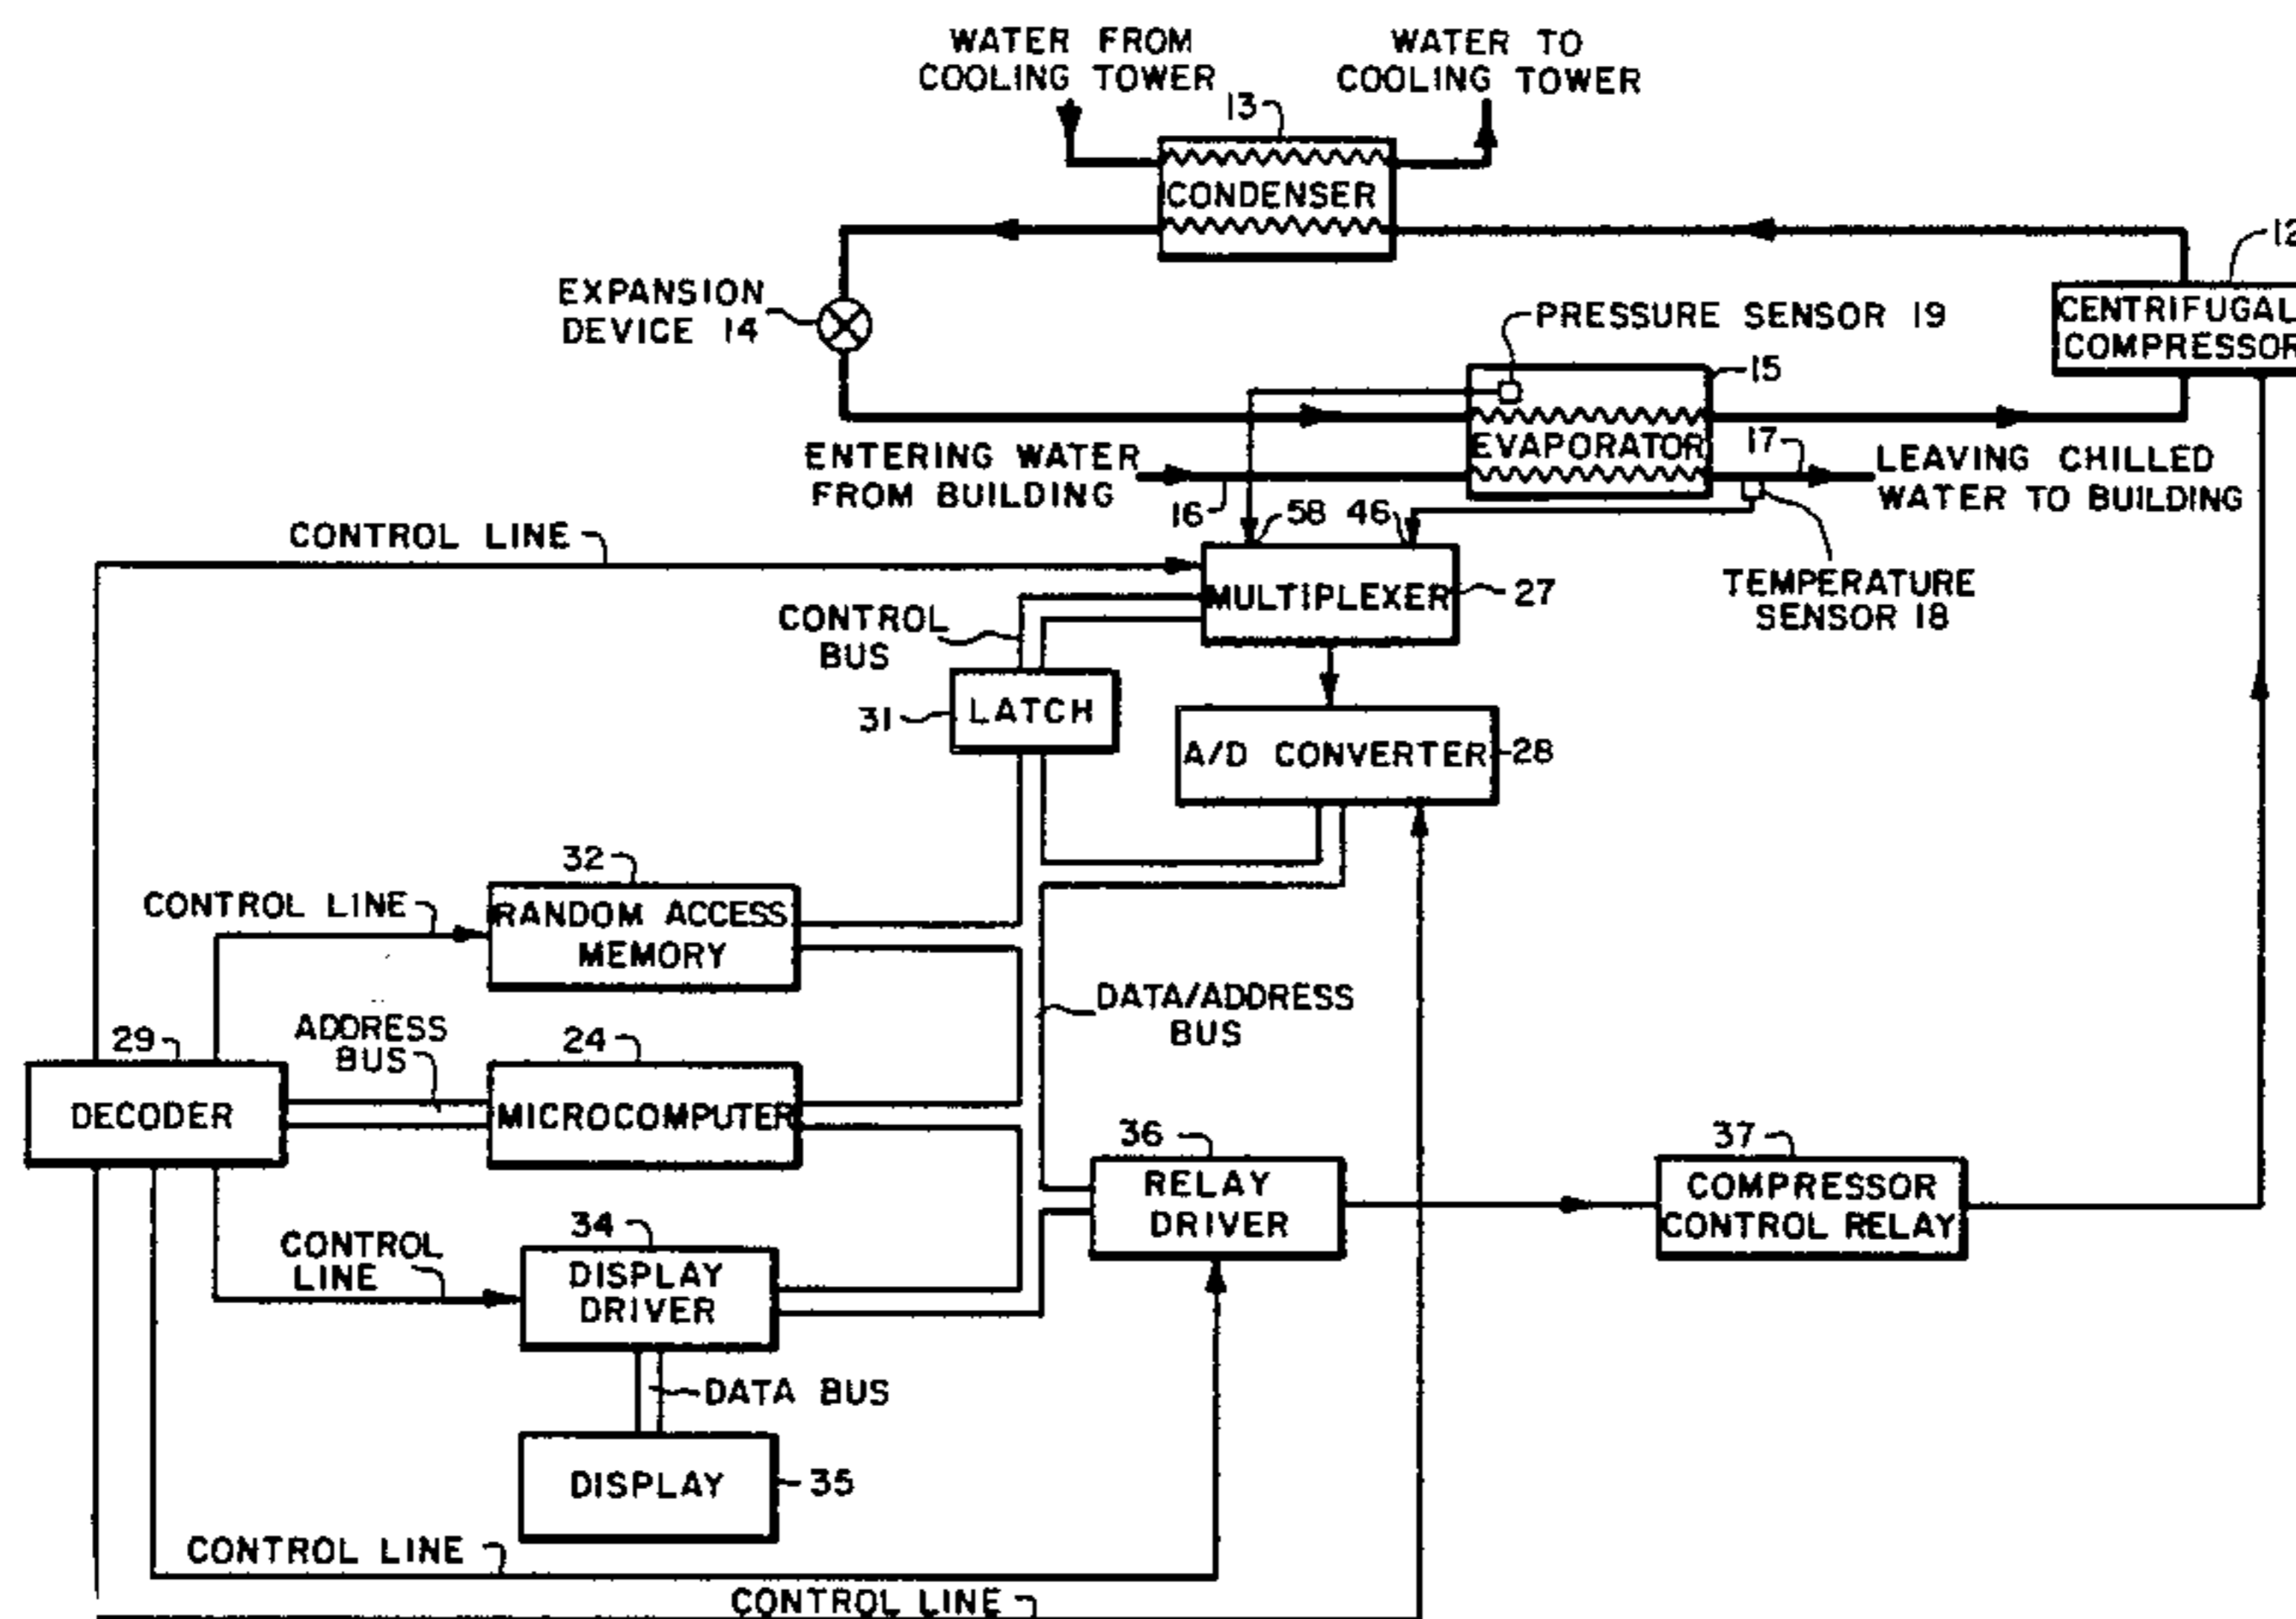 WATER FROM
COOLING TOWER
WATER TO
COOLING TOWER
13
CONDENSER
12
EXPANSION
DEVICE 14
PRESSURE SENSOR 19
CENTRIFUGAL
COMPRESSOR
15
EVAPORATOR
17
ENTERING WATER
FROM BUILDING
LEAVING CHILLED
WATER TO BUILDING
16
58
46
CONTROL LINE
MULTIPLEXER
27
TEMPERATURE
SENSOR 18
CONTROL
BUS
31
LATCH
A/D CONVERTER
28
32
CONTROL LINE
RANDOM ACCESS
MEMORY
DATA/ADDRESS
BUS
29
ADDRESS
BUS
24
DECODER
MICROCOMPUTER
36
RELAY
DRIVER
37
COMPRESSOR
CONTROL RELAY
34
CONTROL
LINE
DISPLAY
DRIVER
DATA BUS
DISPLAY
35
CONTROL LINE
CONTROL LINE